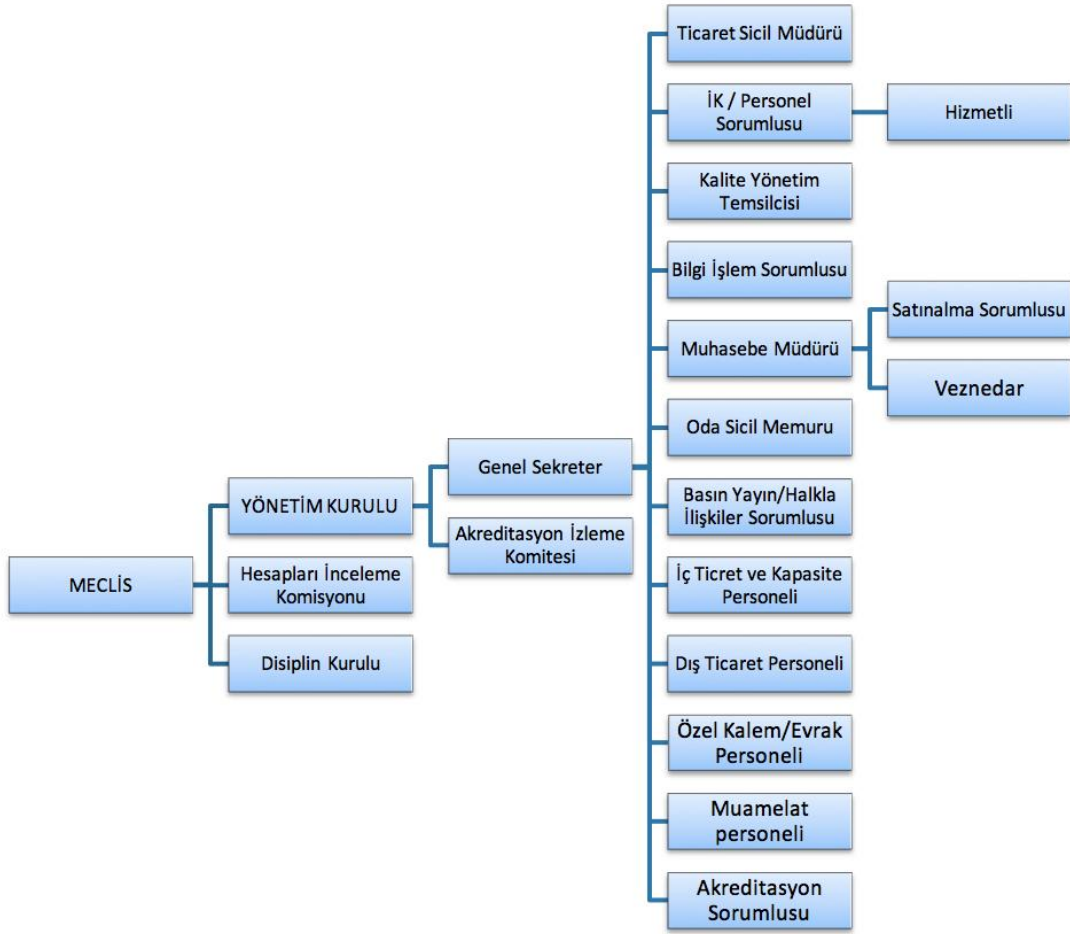 MECLİS
YÖNETİM KURULU
Hesapları İnceleme
Komisyonu
Disiplin Kurulu
Genel Sekreter
Akreditasyon İzleme
Komitesi
Ticaret Sicil Müdürü
İK / Personel
Sorumlusu
Hizmetli
Kalite Yönetim
Temsilcisi
Bilgi İşlem Sorumlusu
Muhasebe Müdürü
Satınalma Sorumlusu
Veznedar
Oda Sicil Memuru
Basın Yayın/Halkla
İlişkiler Sorumlusu
İç Ticret ve Kapasite
Personeli
Dış Ticaret Personeli
Özel Kalem/Evrak
Personeli
Muamelat
personeli
Akreditasyon
Sorumlusu